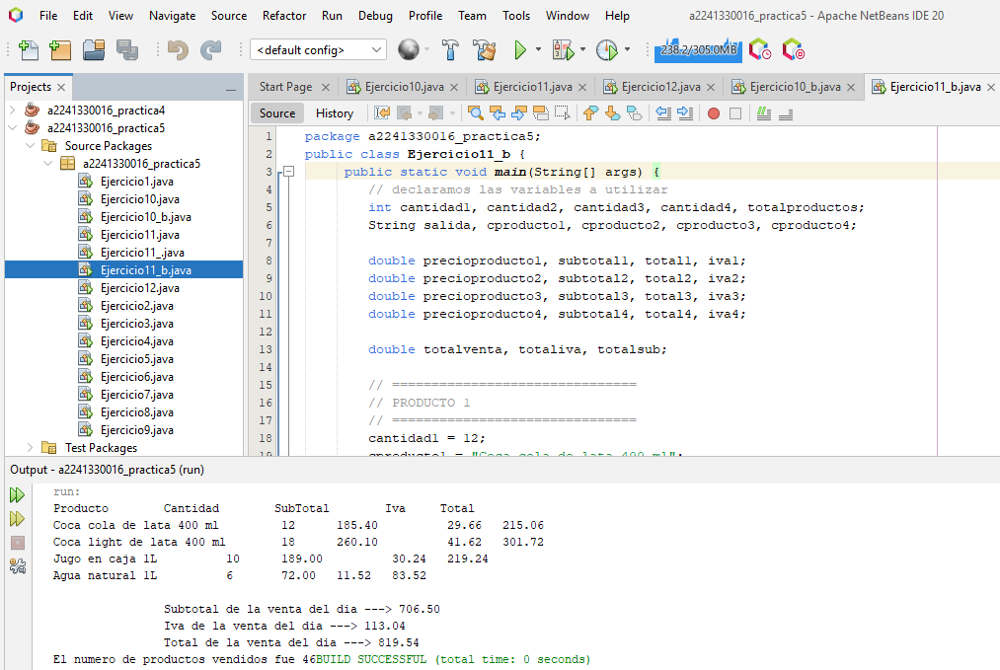 File Edit View Navigate Source Refactor Run Debug Profile Team Tools Window Help a2241330016_practica5 - Apache NetBeans IDE 20
<default config> 238.2/305.0MB
Projects
a2241330016_practica4
a2241330016_practica5
Source Packages
a2241330016_practica5
Ejercicio1.java
Ejercicio10.java
Ejercicio10_b.java
Ejercicio11.java
Ejercicio11_.java
Ejercicio11_b.java
Ejercicio12.java
Ejercicio2.java
Ejercicio3.java
Ejercicio4.java
Ejercicio5.java
Ejercicio6.java
Ejercicio7.java
Ejercicio8.java
Ejercicio9.java
Test Packages
Start Page Ejercicio10.java Ejercicio11.java Ejercicio12.java Ejercicio10_b.java Ejercicio11_b.java
Source History
1 package a2241330016_practica5;
2 public class Ejercicio11_b {
3 public static void main(String[] args) {
4 // declaramos las variables a utilizar
5 int cantidad1, cantidad2, cantidad3, cantidad4, totalproductos;
6 String salida, cproducto1, cproducto2, cproducto3, cproducto4;
7
8 double precioproducto1, subtotal1, total1, iva1;
9 double precioproducto2, subtotal2, total2, iva2;
10 double precioproducto3, subtotal3, total3, iva3;
11 double precioproducto4, subtotal4, total4, iva4;
12
13 double totalventa, totaliva, totalsub;
14
15 // ===============================
16 // PRODUCTO 1
17 // ===============================
18 cantidad1 = 12;
19 cproducto1 = "Coca cola de lata 400 ml";
Output - a2241330016_practica5 (run)
run:
Producto Cantidad SubTotal Iva Total
Coca cola de lata 400 ml 12 185.40 29.66 215.06
Coca light de lata 400 ml 18 260.10 41.62 301.72
Jugo en caja 1L 10 189.00 30.24 219.24
Agua natural 1L 6 72.00 11.52 83.52
Subtotal de la venta del dia ---> 706.50
Iva de la venta del dia ---> 113.04
Total de la venta del dia ---> 819.54
El numero de productos vendidos fue 46BUILD SUCCESSFUL (total time: 0 seconds)